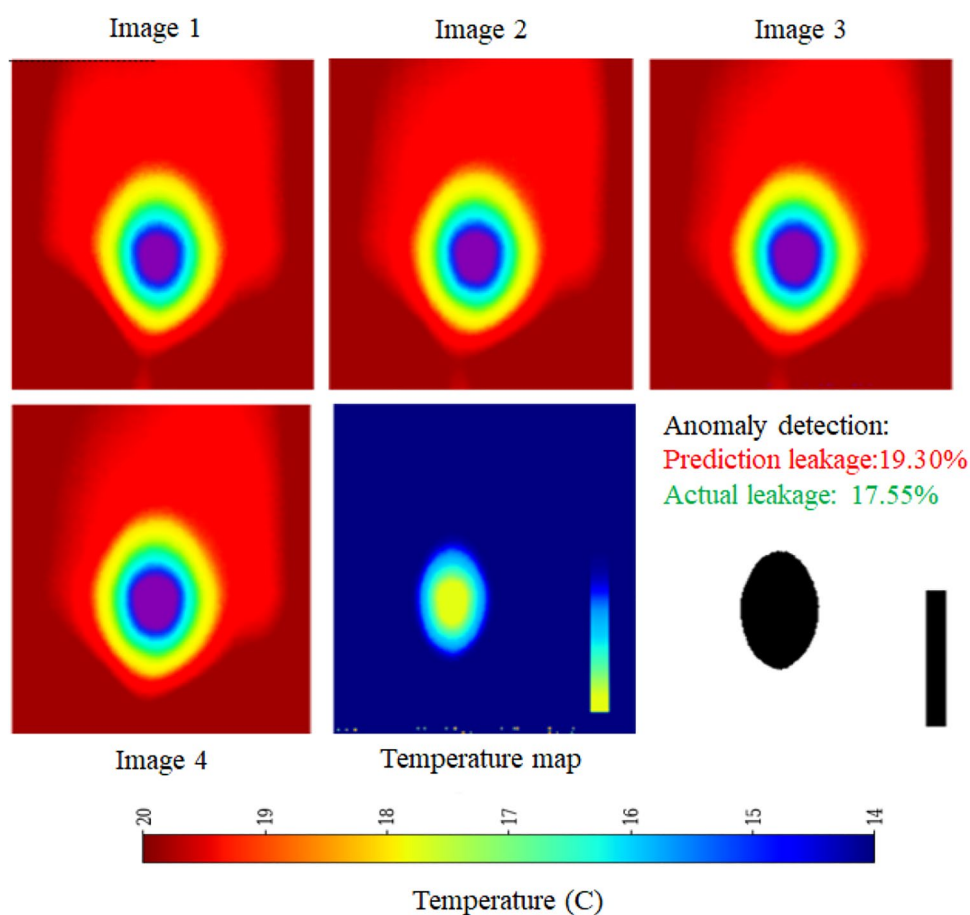 Image 1
Image 2
Image 3
Anomaly detection:
Prediction leakage:19.30%
Actual leakage: 17.55%
Image 4
Temperature map
20
19
18
17
16
15
14
Temperature (C)